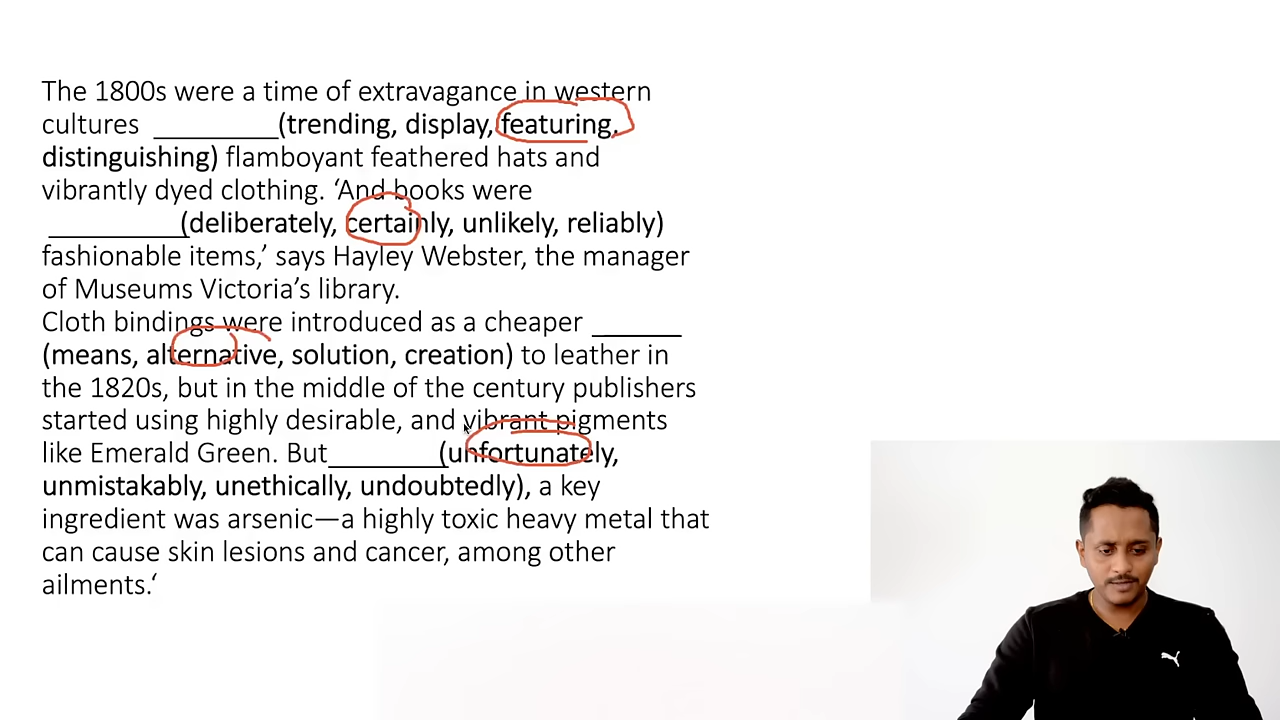 The 1800s were a time of extravagance in western
cultures _________(trending, display, featuring,
distinguishing) flamboyant feathered hats and
vibrantly dyed clothing. ‘And books were
__________(deliberately, certainly, unlikely, reliably)
fashionable items,’ says Hayley Webster, the manager
of Museums Victoria’s library.
Cloth bindings were introduced as a cheaper ______
(means, alternative, solution, creation) to leather in
the 1820s, but in the middle of the century publishers
started using highly desirable, and vibrant pigments
like Emerald Green. But________(unfortunately,
unmistakably, unethically, undoubtedly), a key
ingredient was arsenic—a highly toxic heavy metal that
can cause skin lesions and cancer, among other
ailments.‘